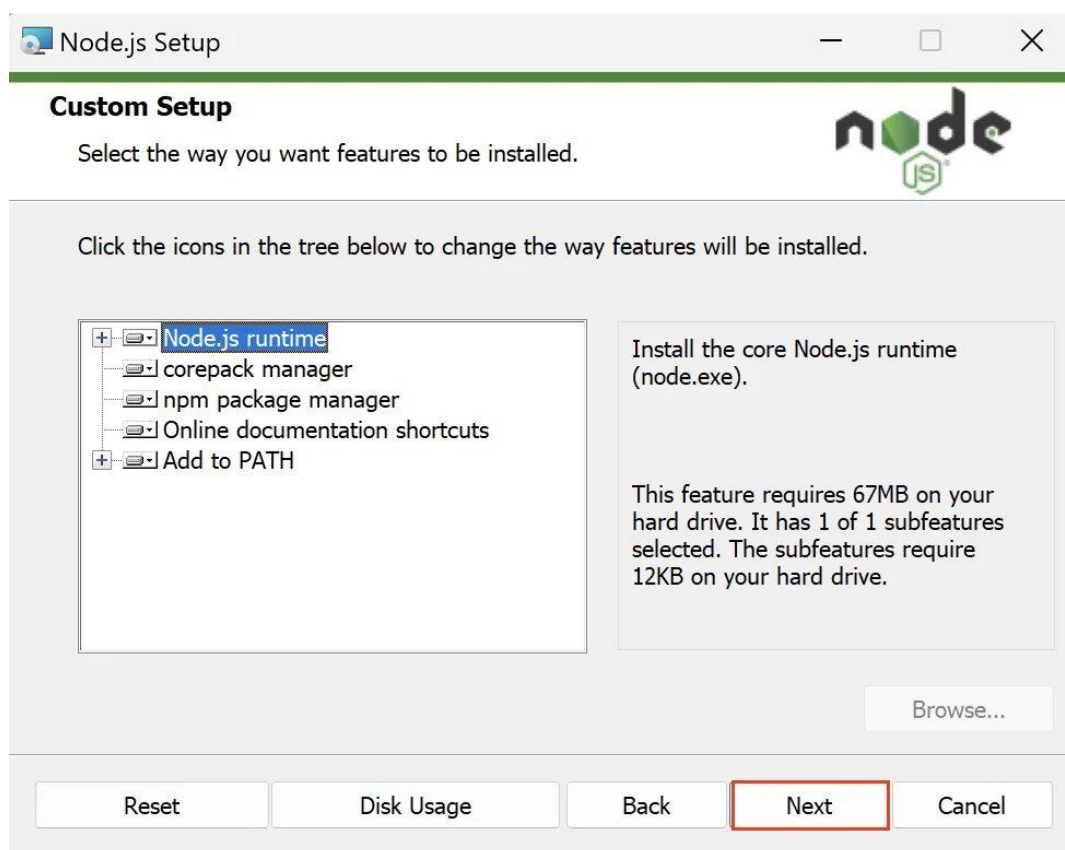 Node.js Setup
Custom Setup
Select the way you want features to be installed.
node
JS
Click the icons in the tree below to change the way features will be installed.
Node.js runtime
corepack manager
npm package manager
Online documentation shortcuts
Add to PATH
Install the core Node.js runtime
(node.exe).
This feature requires 67MB on your
hard drive. It has 1 of 1 subfeatures
selected. The subfeatures require
12KB on your hard drive.
Browse...
Reset
Disk Usage
Back
Next
Cancel